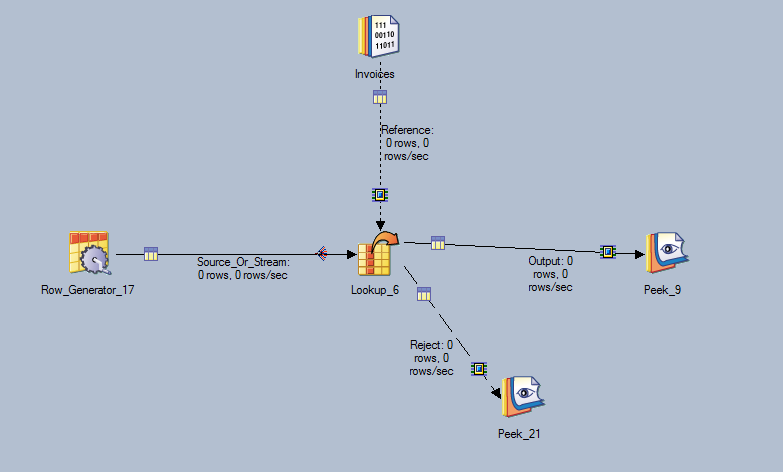 111
00110
11011
Invoices
Reference:
0 rows, 0
rows/sec
Source_Or_Stream:
0 rows, 0 rows/sec
Row_Generator_17
Lookup_6
Output: 0
rows, 0
rows/sec
Peek_9
Reject: 0
rows, 0
rows/sec
Peek_21